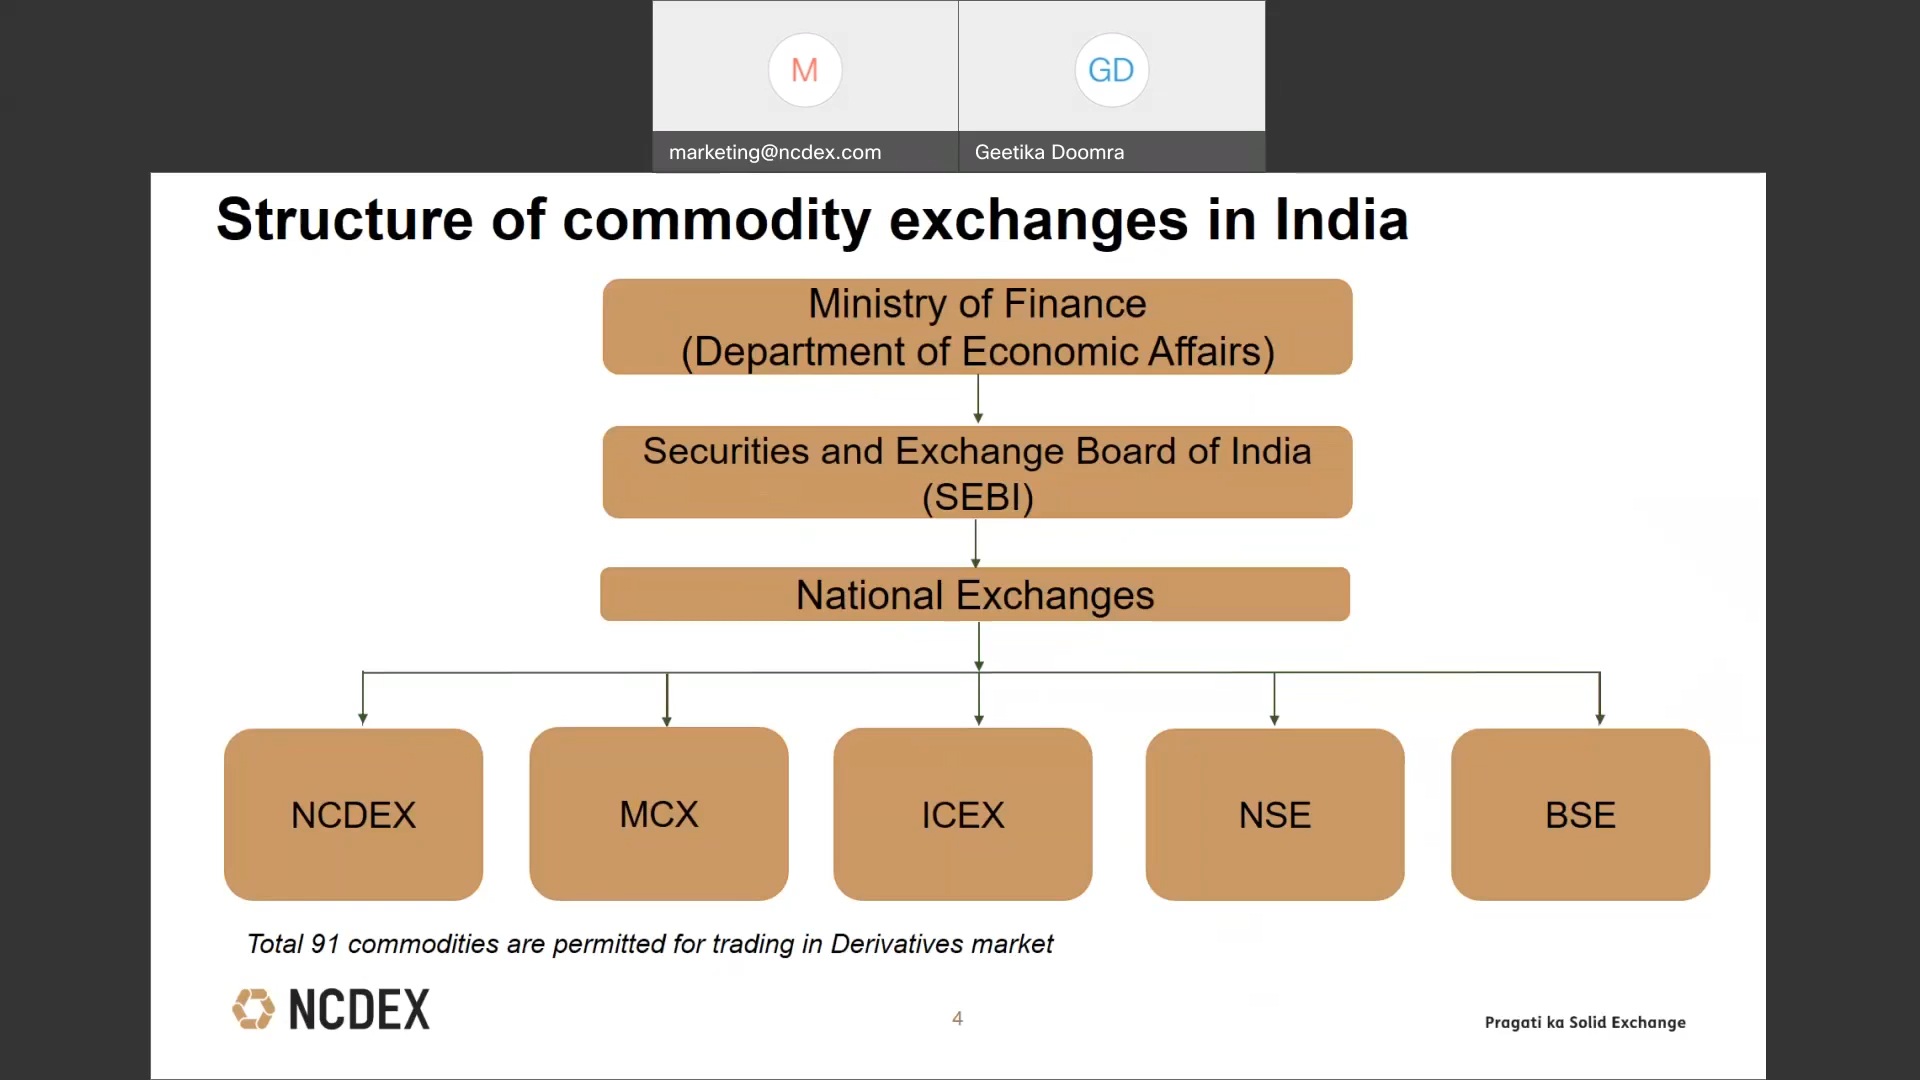 M
GD
marketing@ncdex.com
Geetika Doomra
Structure of commodity exchanges in India
Ministry of Finance
(Department of Economic Affairs)
Securities and Exchange Board of India
(SEBI)
National Exchanges
NCDEX
MCX
ICEX
NSE
BSE
Total 91 commodities are permitted for trading in Derivatives market
NCDEX
4
Pragati ka Solid Exchange